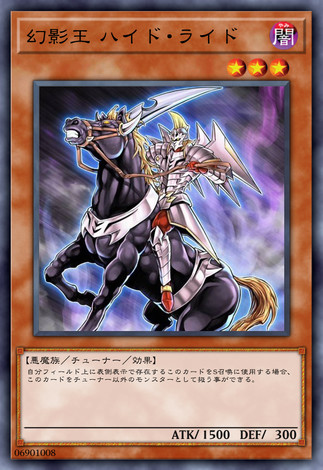 幻影王 ハイド・ライド
闇
やみ
【悪魔族／チューナー／効果】
自分フィールド上に表側表示で存在するこのカードをS召喚に使用する場合、
このカードをチューナー以外のモンスターとして扱う事ができる。
ATK/ 1500 DEF/ 300
06901008